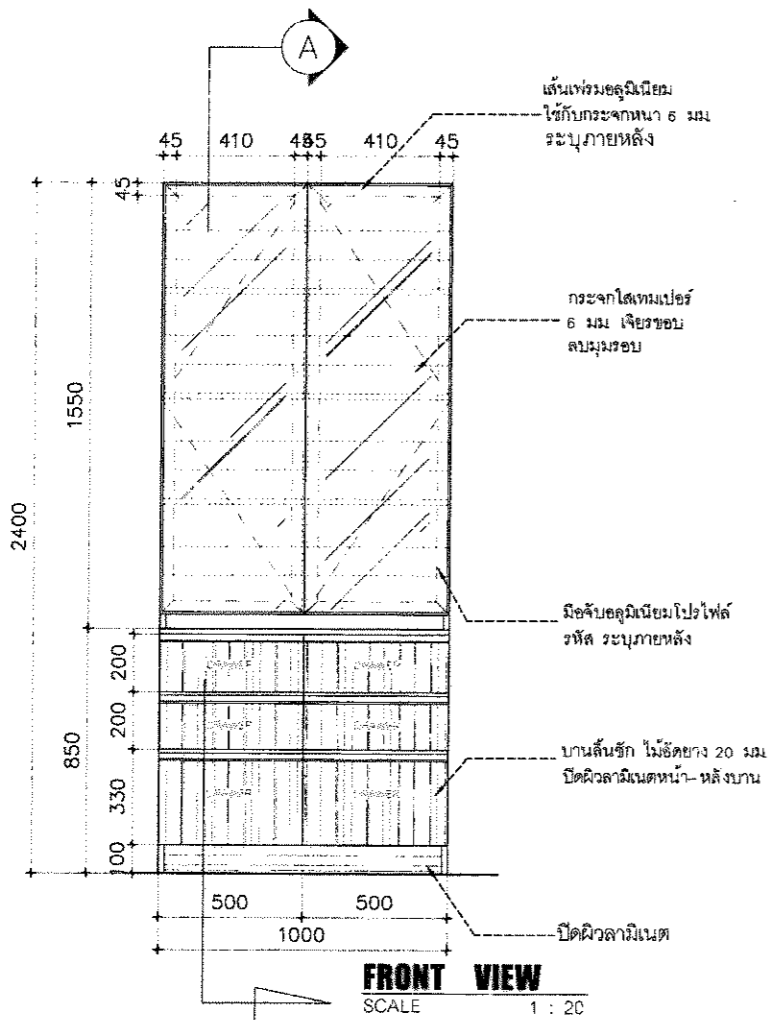 A
เส้นเฟรมอลูมิเนียม
ใช้กับกระจกหนา 6 มม
ระบุภายหลัง
45 410 45 45 410 45
45
กระจกใสเทมเปอร์
6 มม เจียรขอบ
ลบมุมรอบ
1550
2400
มือจับอลูมิเนียมโปรไฟล์
รหัส ระบุภายหลัง
200
200
850
330
100
บานลิ้นชัก ไม้อัดยาง 20 มม
ปิดผิวลามิเนตหน้า-หลังบาน
500 500
1000
ปิดผิวลามิเนต
FRONT VIEW
SCALE 1 : 20